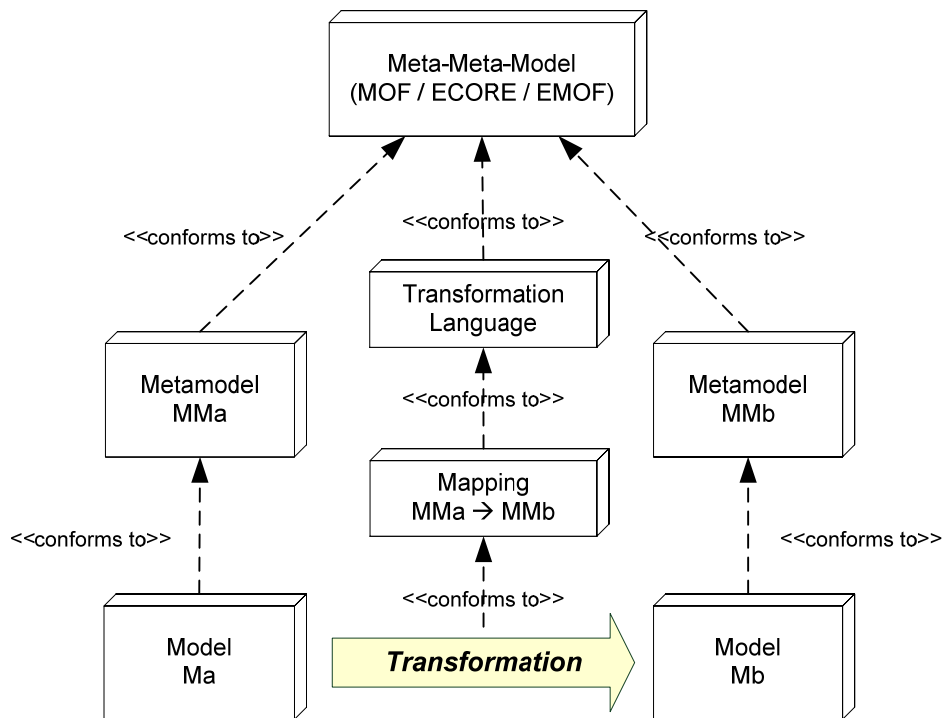 Meta-Meta-Model
(MOF / ECORE / EMOF)
<<conforms to>>
<<conforms to>>
<<conforms to>>
Transformation
Language
Metamodel
MMa
Metamodel
MMb
<<conforms to>>
Mapping
MMa → MMb
<<conforms to>>
<<conforms to>>
<<conforms to>>
Model
Ma
Transformation
Model
Mb